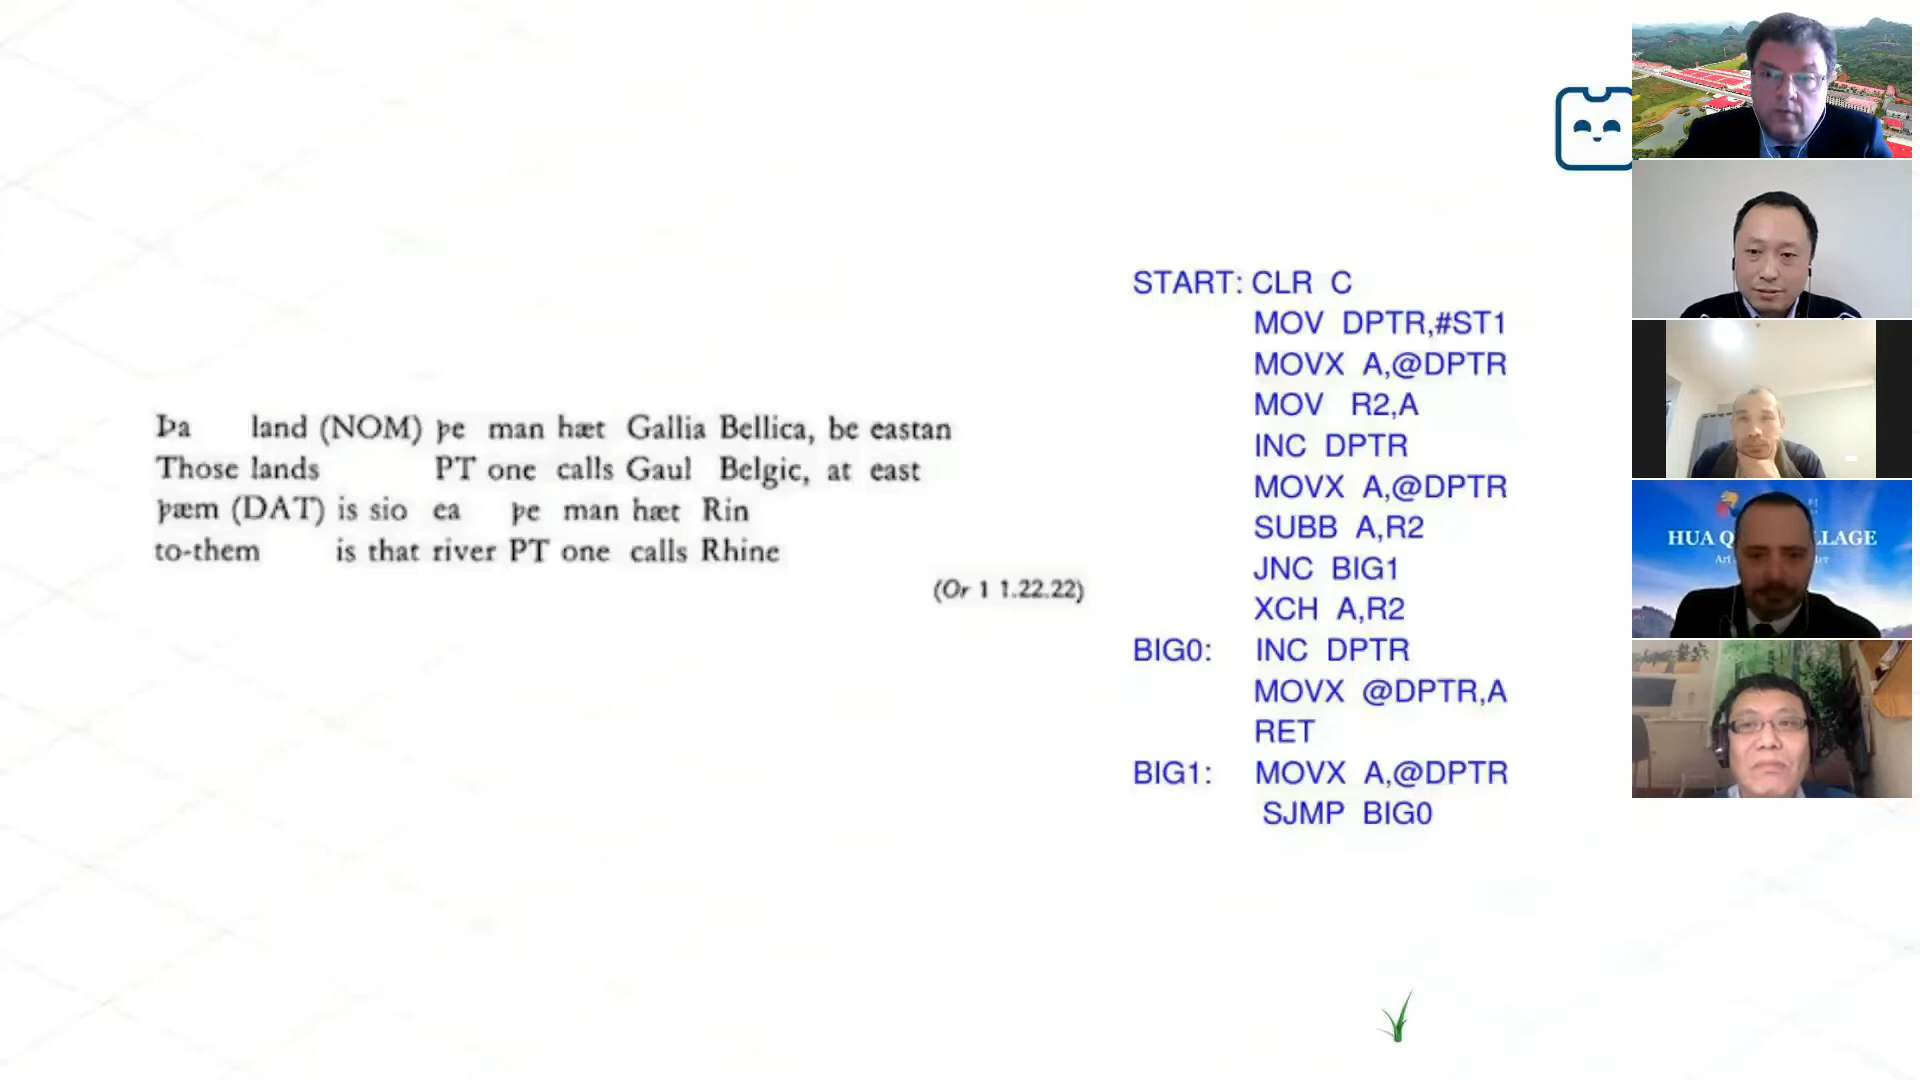 Þa land (NOM) þe man hæt Gallia Bellica, be eastan
Those lands PT one calls Gaul Belgic, at east
þæm (DAT) is sio ea þe man hæt Rin
to-them is that river PT one calls Rhine
(Or 1 1.22.22)
START: CLR C
MOV DPTR,#ST1
MOVX A,@DPTR
MOV R2,A
INC DPTR
MOVX A,@DPTR
SUBB A,R2
JNC BIG1
XCH A,R2
BIG0: INC DPTR
MOVX @DPTR,A
RET
BIG1: MOVX A,@DPTR
SJMP BIG0
HUA